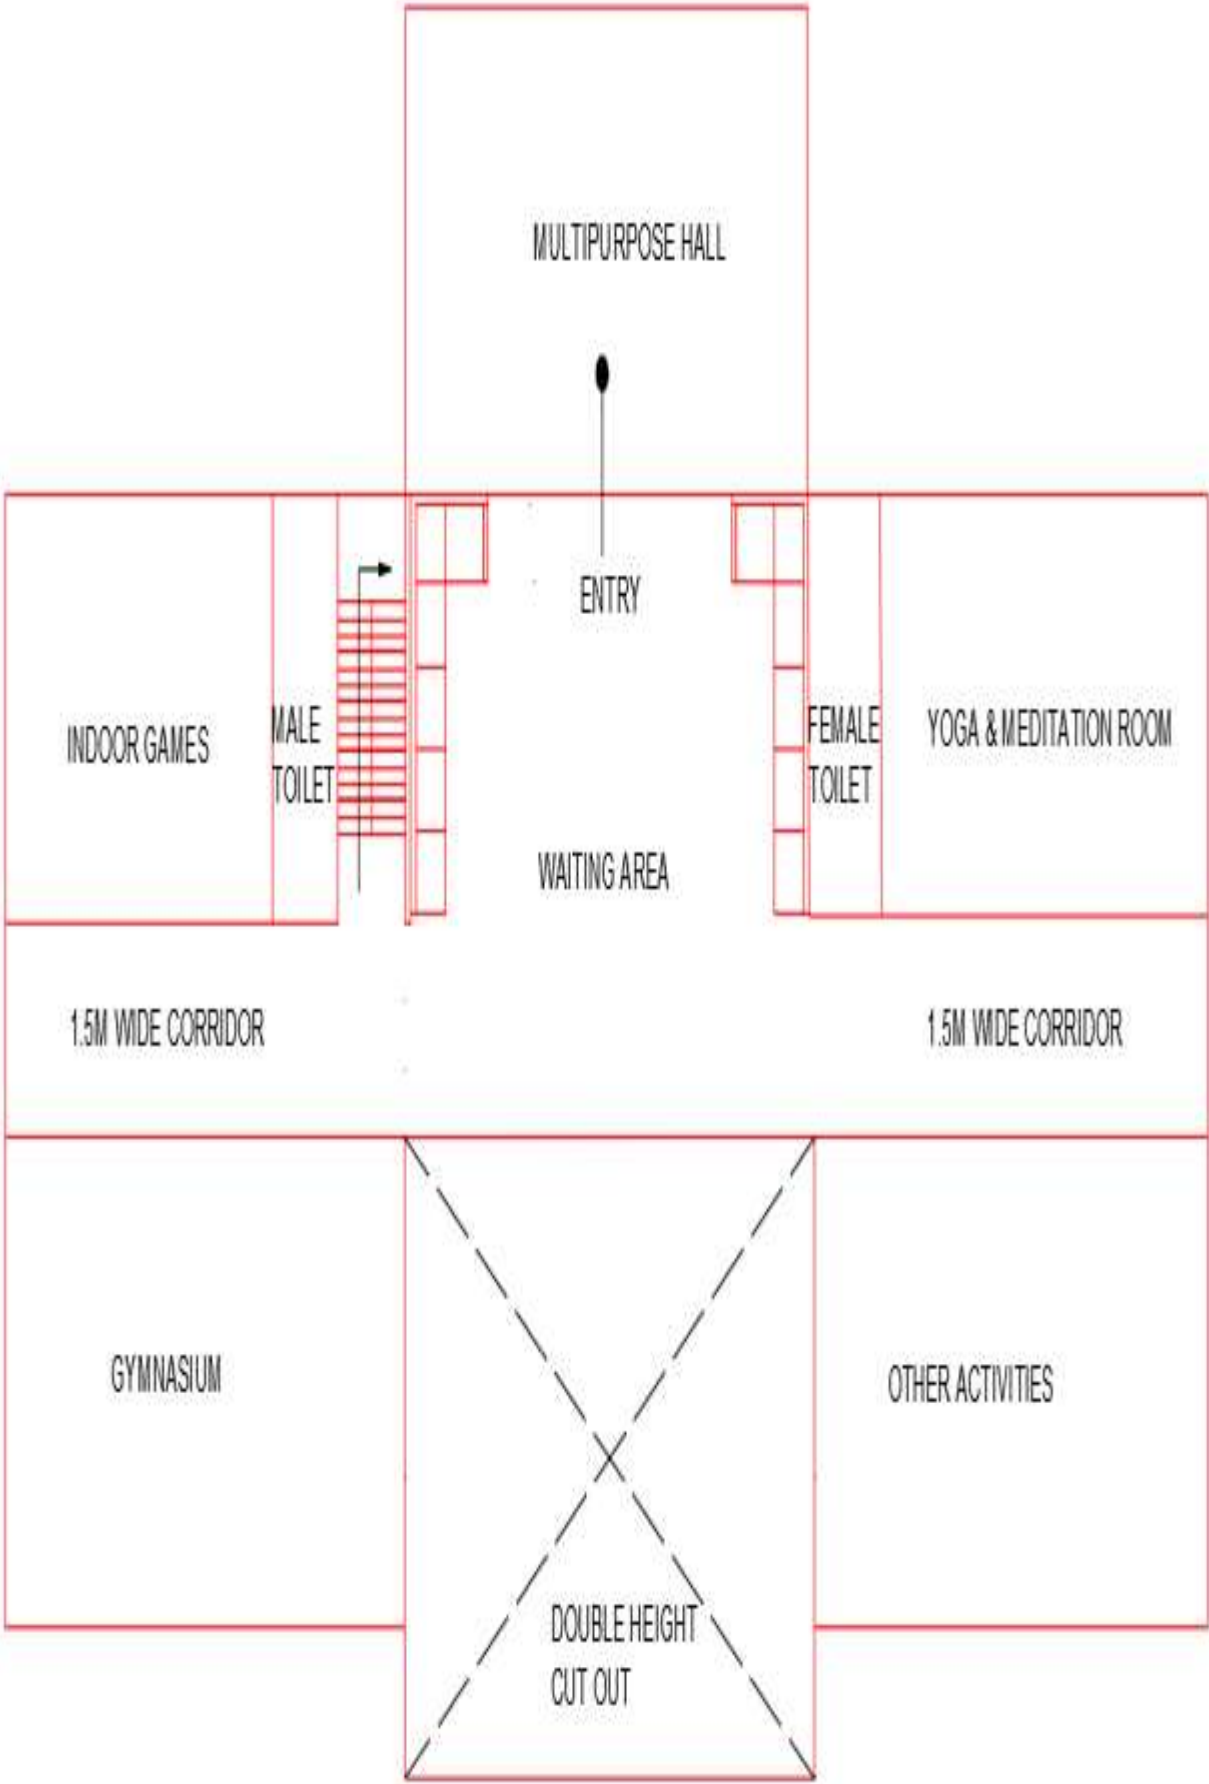 MULTIPURPOSE HALL
ENTRY
INDOOR GAMES
MALE
TOILET
FEMALE
TOILET
YOGA & MEDITATION ROOM
WAITING AREA
1.5M WIDE CORRIDOR
1.5M WIDE CORRIDOR
GYMNASIUM
OTHER ACTIVITIES
DOUBLE HEIGHT
CUT OUT